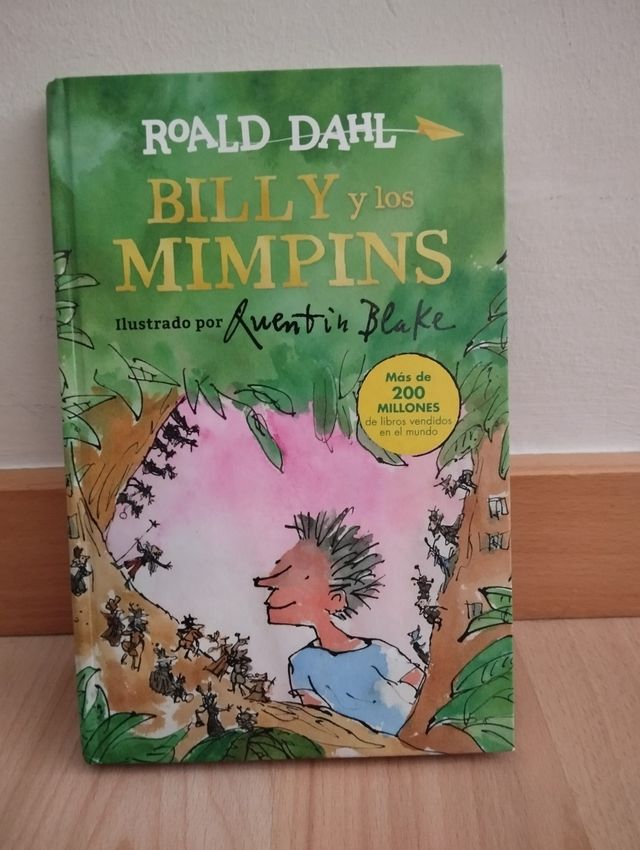 ROALD DAHL
BILLY y los
MIMPINS
Ilustrado por Quentin Blake
Más de
200
MILLONES
de libros vendidos
en el mundo